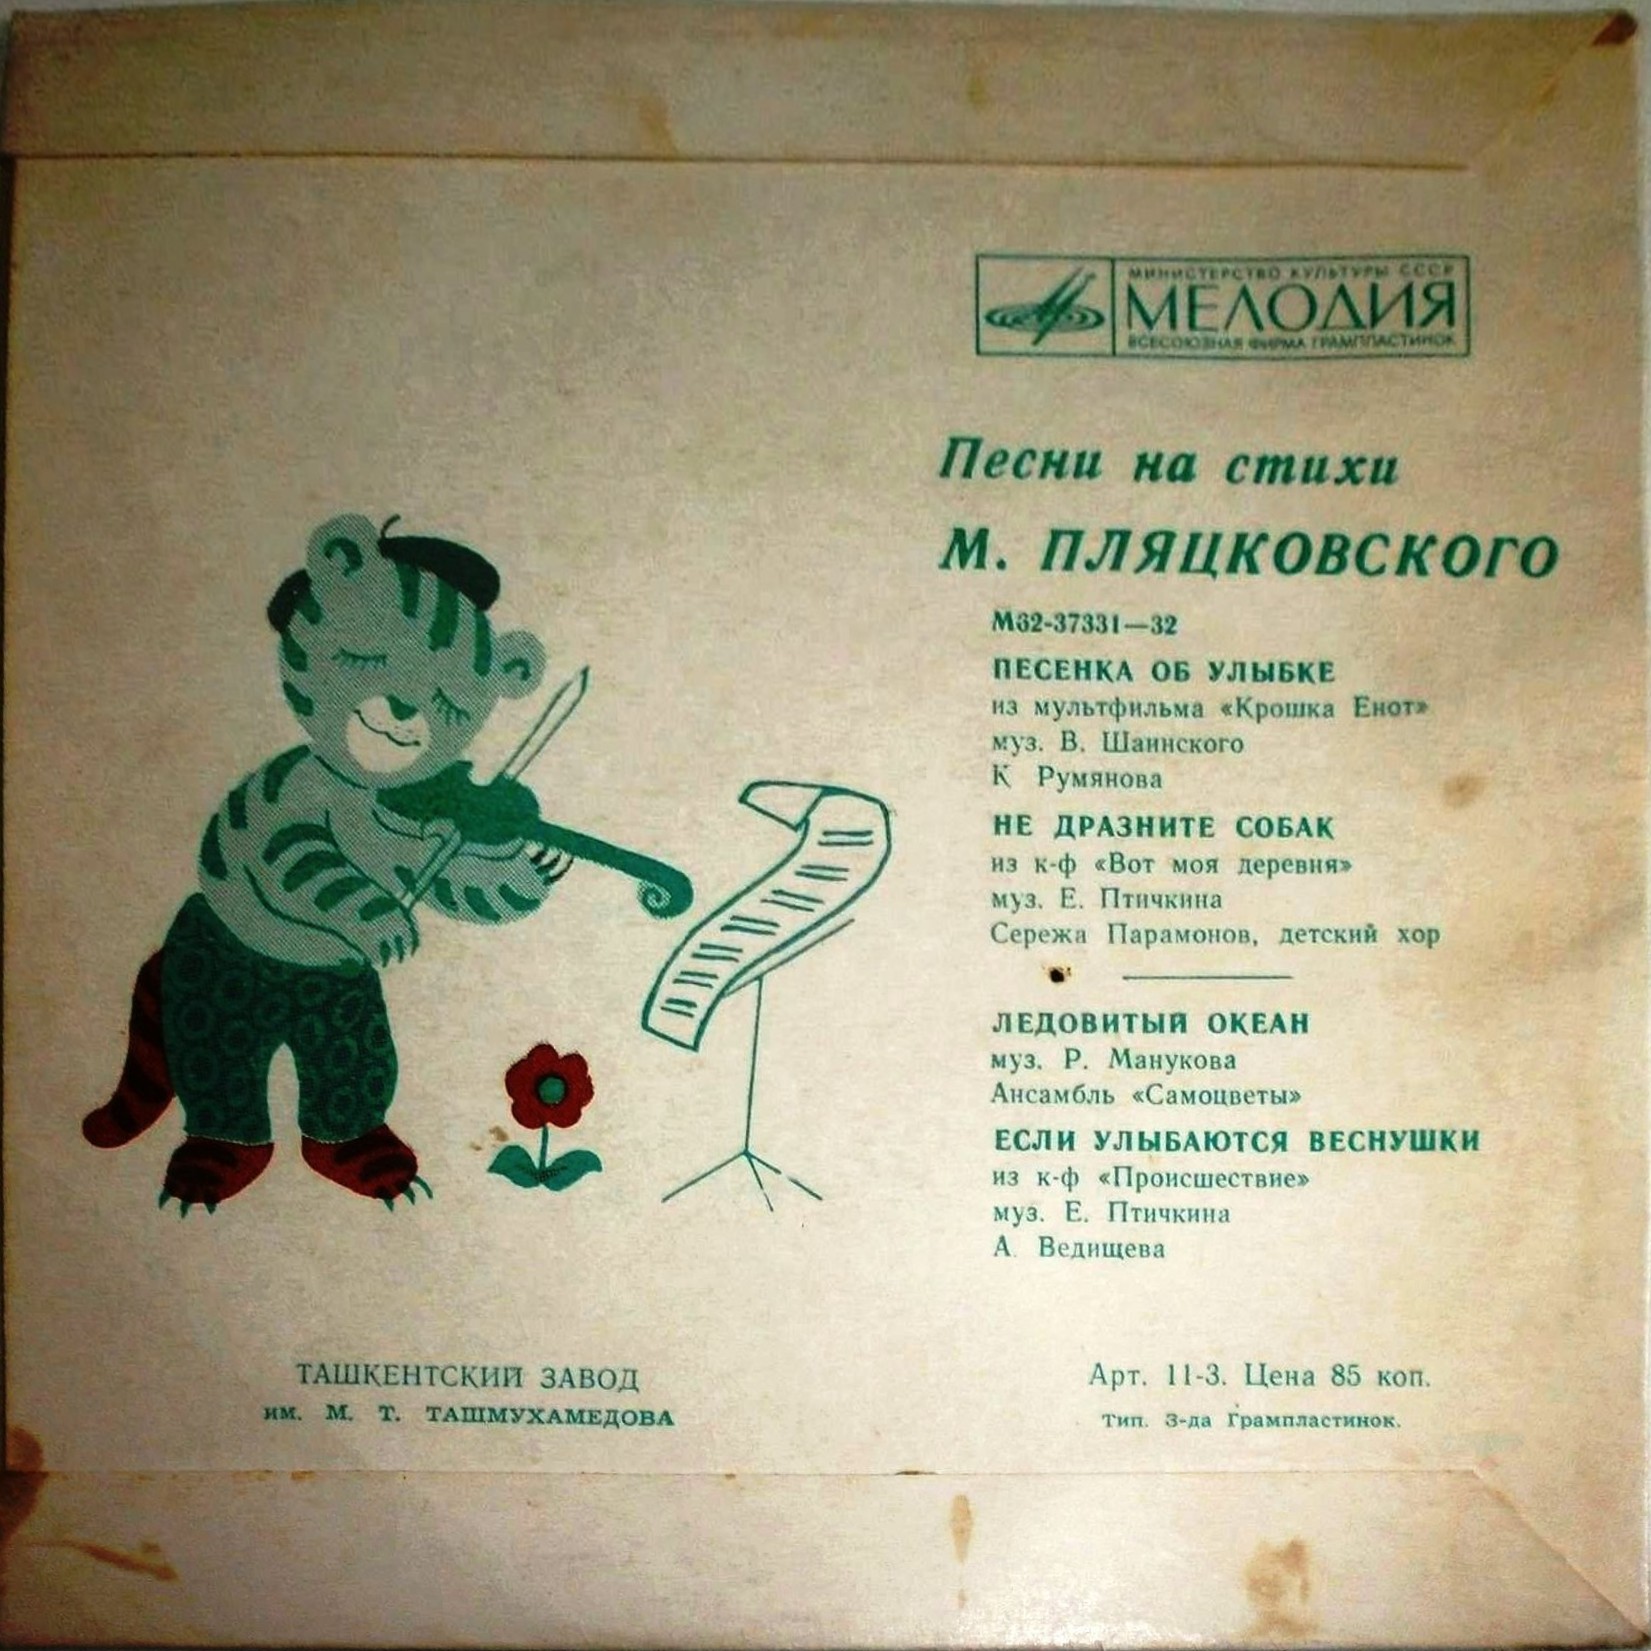 МИНИСТЕРСТВО КУЛЬТУРЫ СССР
МЕЛОДИЯ
ВСЕСОЮЗНАЯ ФИРМА ГРАМПЛАСТИНОК
Песни на стихи
М. ПЛЯЦКОВСКОГО
М62-37331—32
ПЕСЕНКА ОБ УЛЫБКЕ
из мультфильма «Крошка Енот»
муз. В. Шаинского
К Румянова
НЕ ДРАЗНИТЕ СОБАК
из к-ф «Вот моя деревня»
муз. Е. Птичкина
Сережа Парамонов, детский хор
ЛЕДОВИТЫЙ ОКЕАН
муз. Р. Манукова
Ансамбль «Самоцветы»
ЕСЛИ УЛЫБАЮТСЯ ВЕСНУШКИ
из к-ф «Происшествие»
муз. Е. Птичкина
А. Ведищева
ТАШКЕНТСКИЙ ЗАВОД
им. М. Т. ТАШМУХАМЕДОВА
Арт. 11-3. Цена 85 коп.
Тип. З-да Грампластинок.